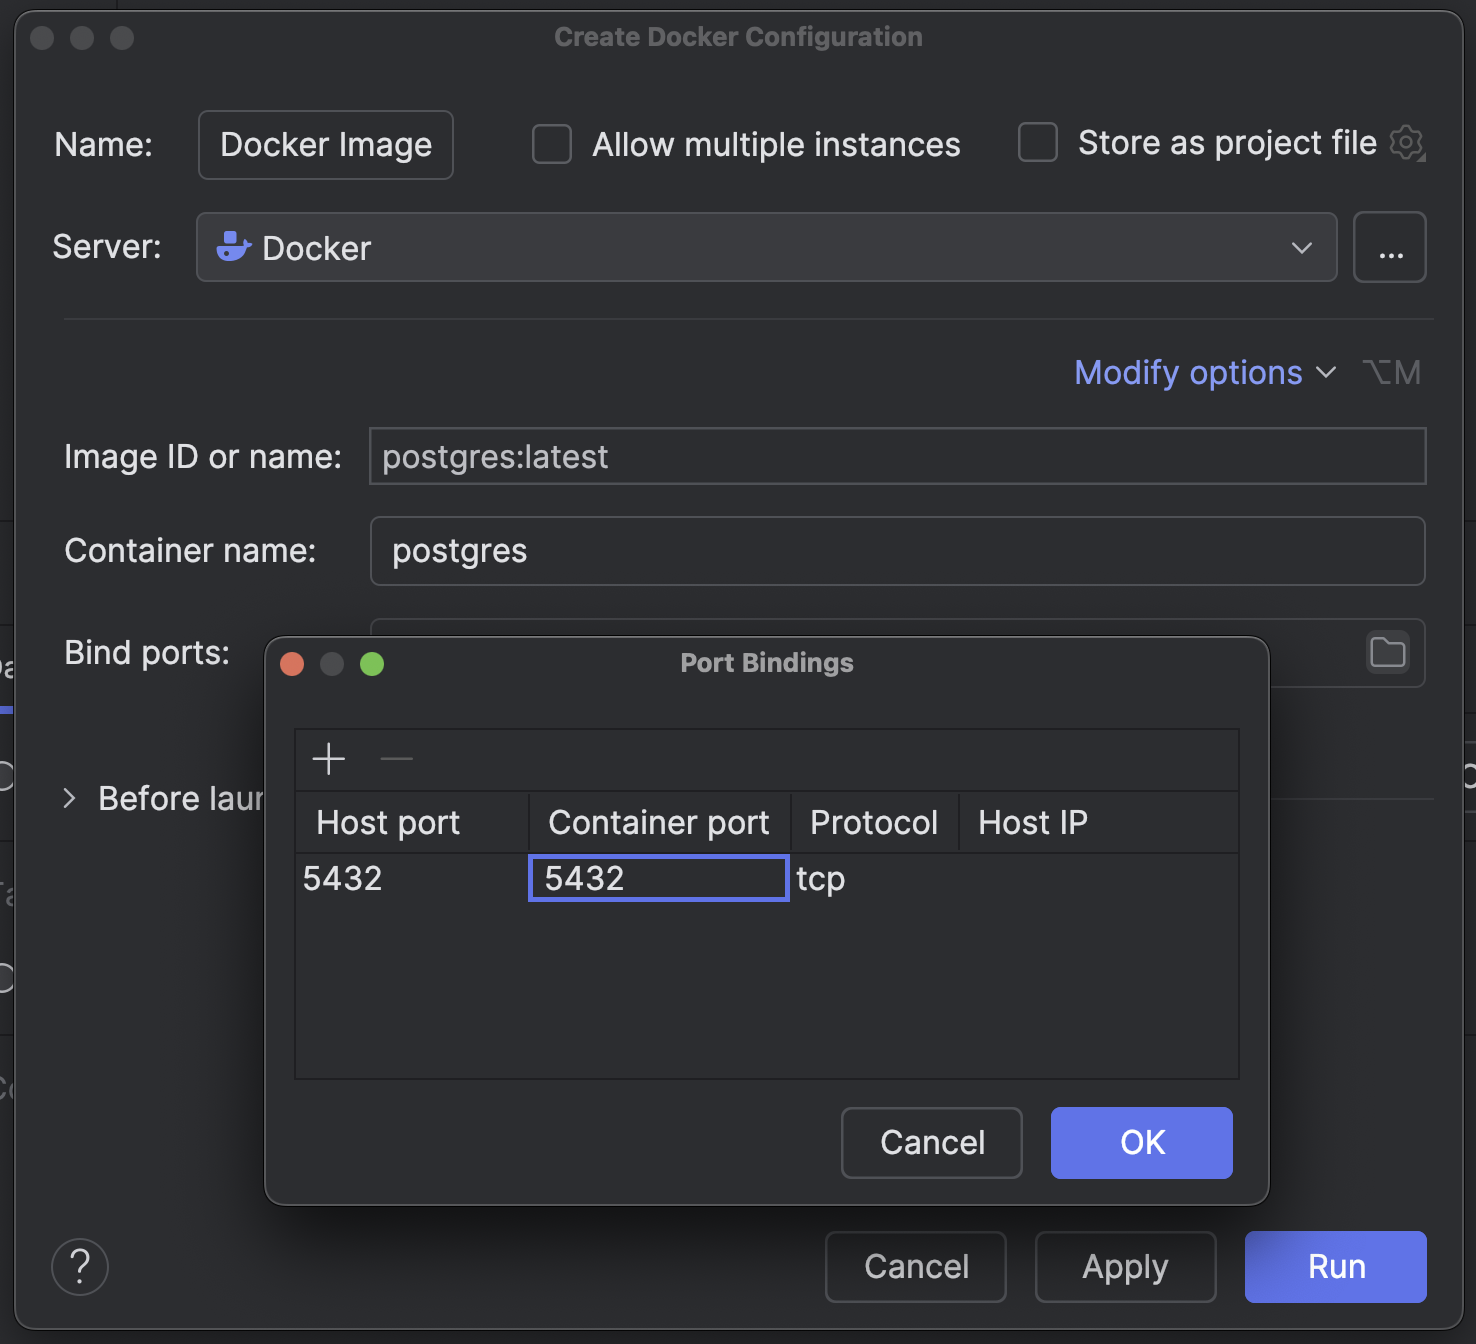 Create Docker Configuration
Name: Docker Image Allow multiple instances Store as project file
Server: Docker ...
Modify options ⌥M
Image ID or name: postgres:latest
Container name: postgres
Bind ports:
Port Bindings
Before laun
Host port Container port Protocol Host IP
5432 5432 tcp
Cancel OK
? Cancel Apply Run